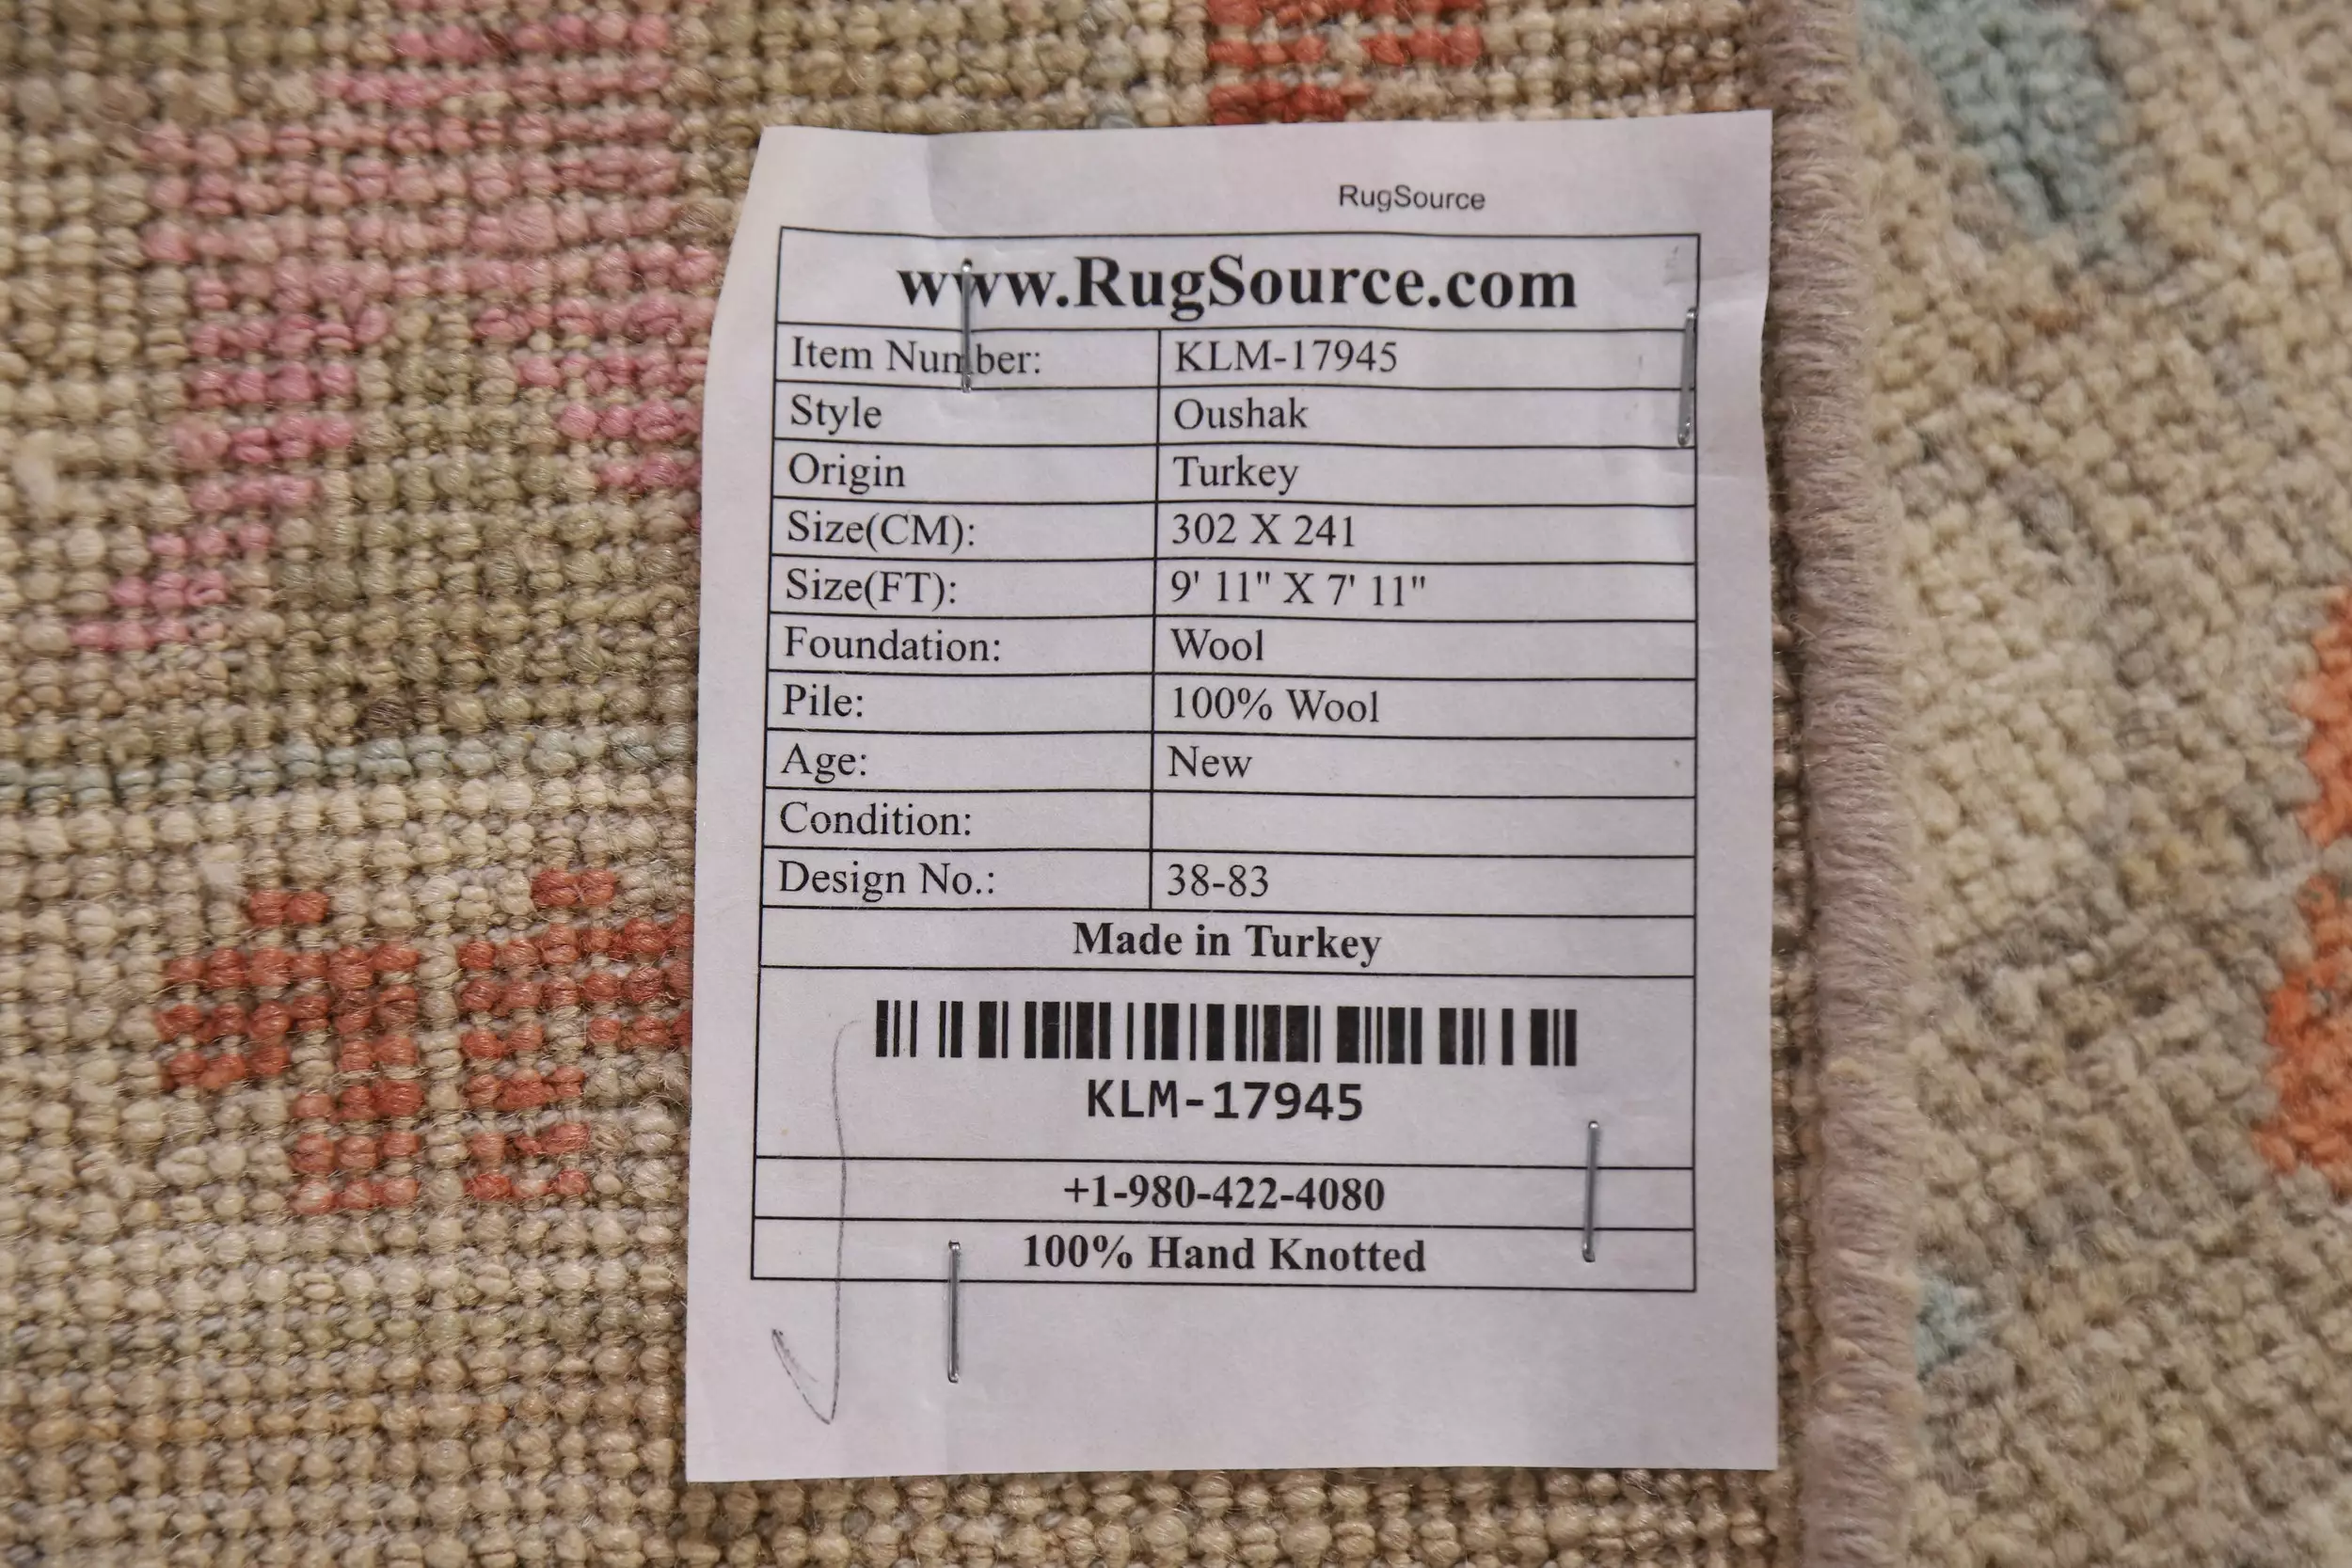 RugSource
www.RugSource.com
Item Number: KLM-17945
Style Oushak
Origin Turkey
Size(CM): 302 X 241
Size(FT): 9' 11" X 7' 11"
Foundation: Wool
Pile: 100% Wool
Age: New
Condition:
Design No.: 38-83
Made in Turkey
KLM-17945
+1-980-422-4080
100% Hand Knotted